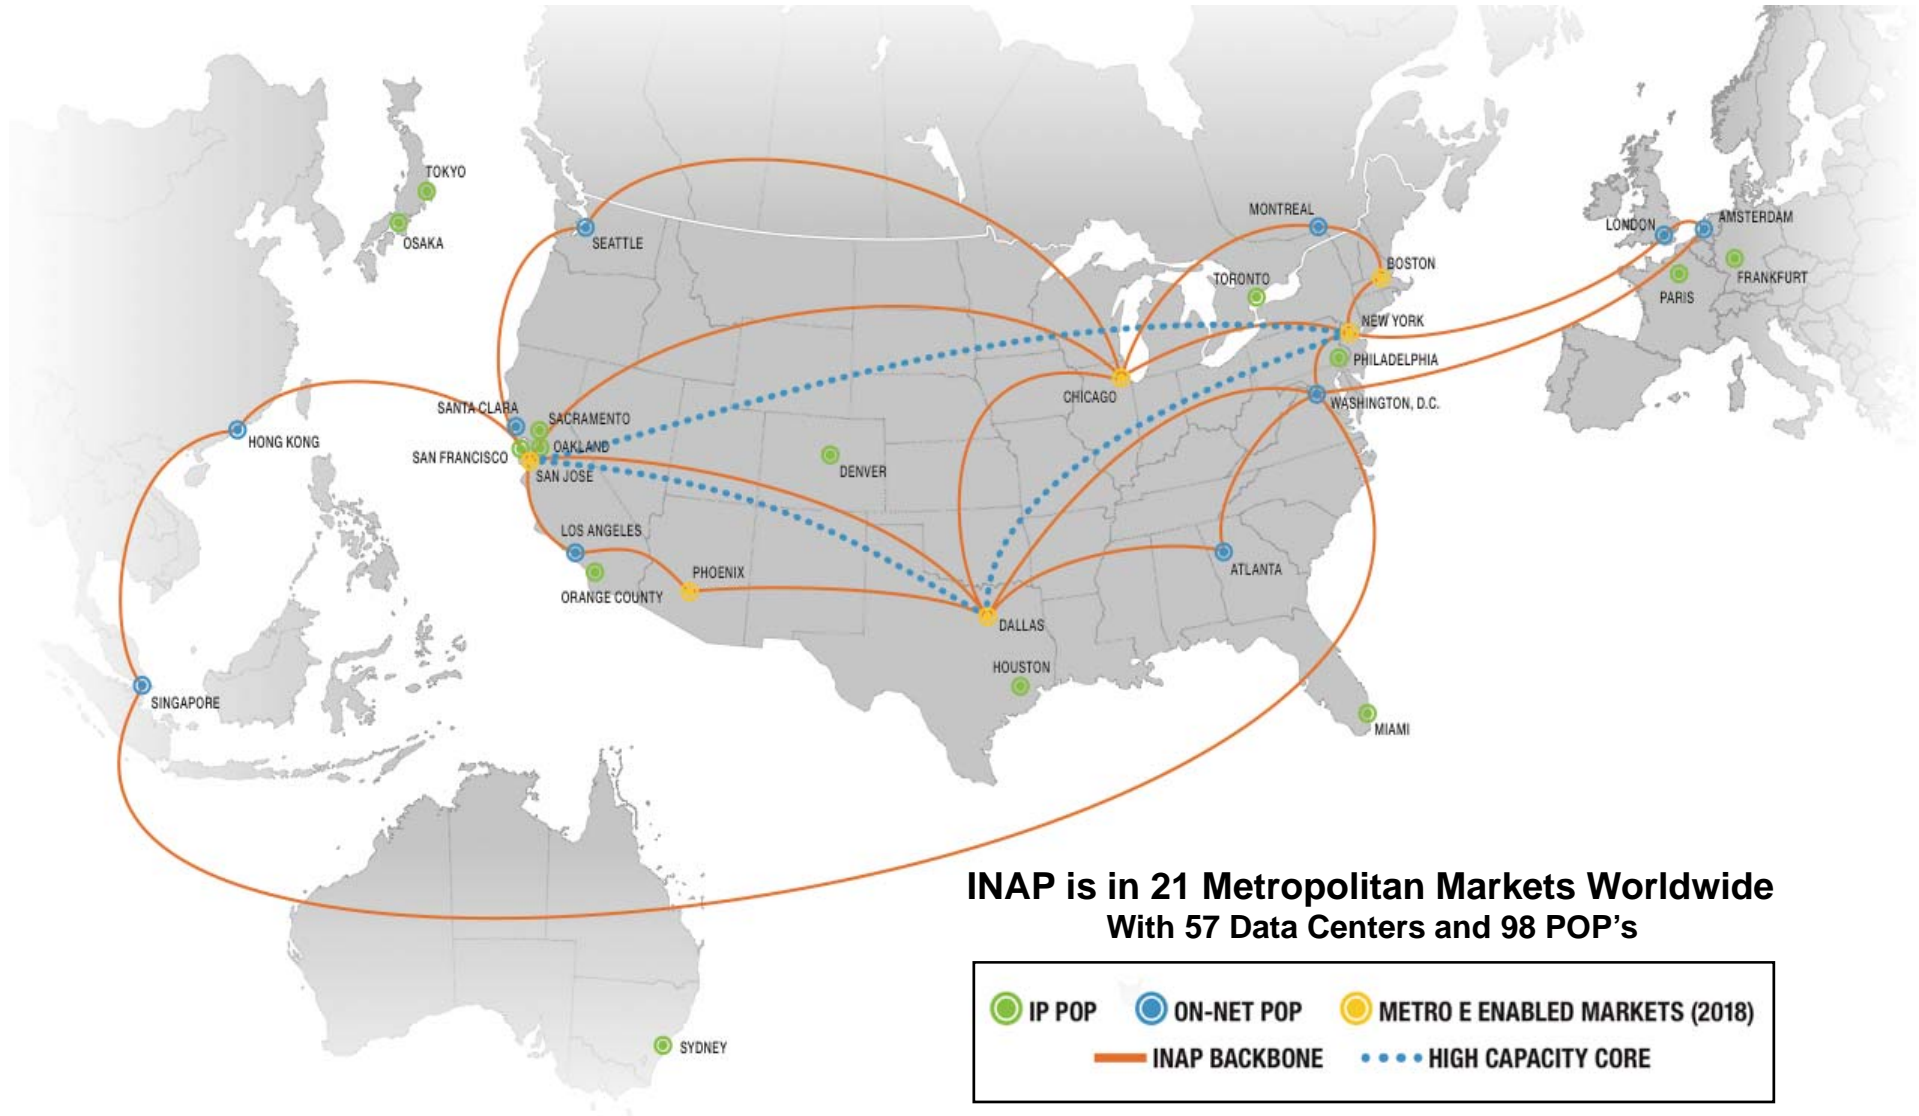 TOKYO
OSAKA
SEATTLE
MONTREAL
BOSTON
TORONTO
NEW YORK
PHILADELPHIA
WASHINGTON, D.C.
CHICAGO
LONDON
AMSTERDAM
PARIS
FRANKFURT
SANTA CLARA
SACRAMENTO
OAKLAND
SAN FRANCISCO
SAN JOSE
HONG KONG
DENVER
LOS ANGELES
ORANGE COUNTY
PHOENIX
ATLANTA
DALLAS
HOUSTON
MIAMI
SINGAPORE
SYDNEY
INAP is in 21 Metropolitan Markets Worldwide
With 57 Data Centers and 98 POP’s
IP POP
ON-NET POP
METRO E ENABLED MARKETS (2018)
INAP BACKBONE
HIGH CAPACITY CORE